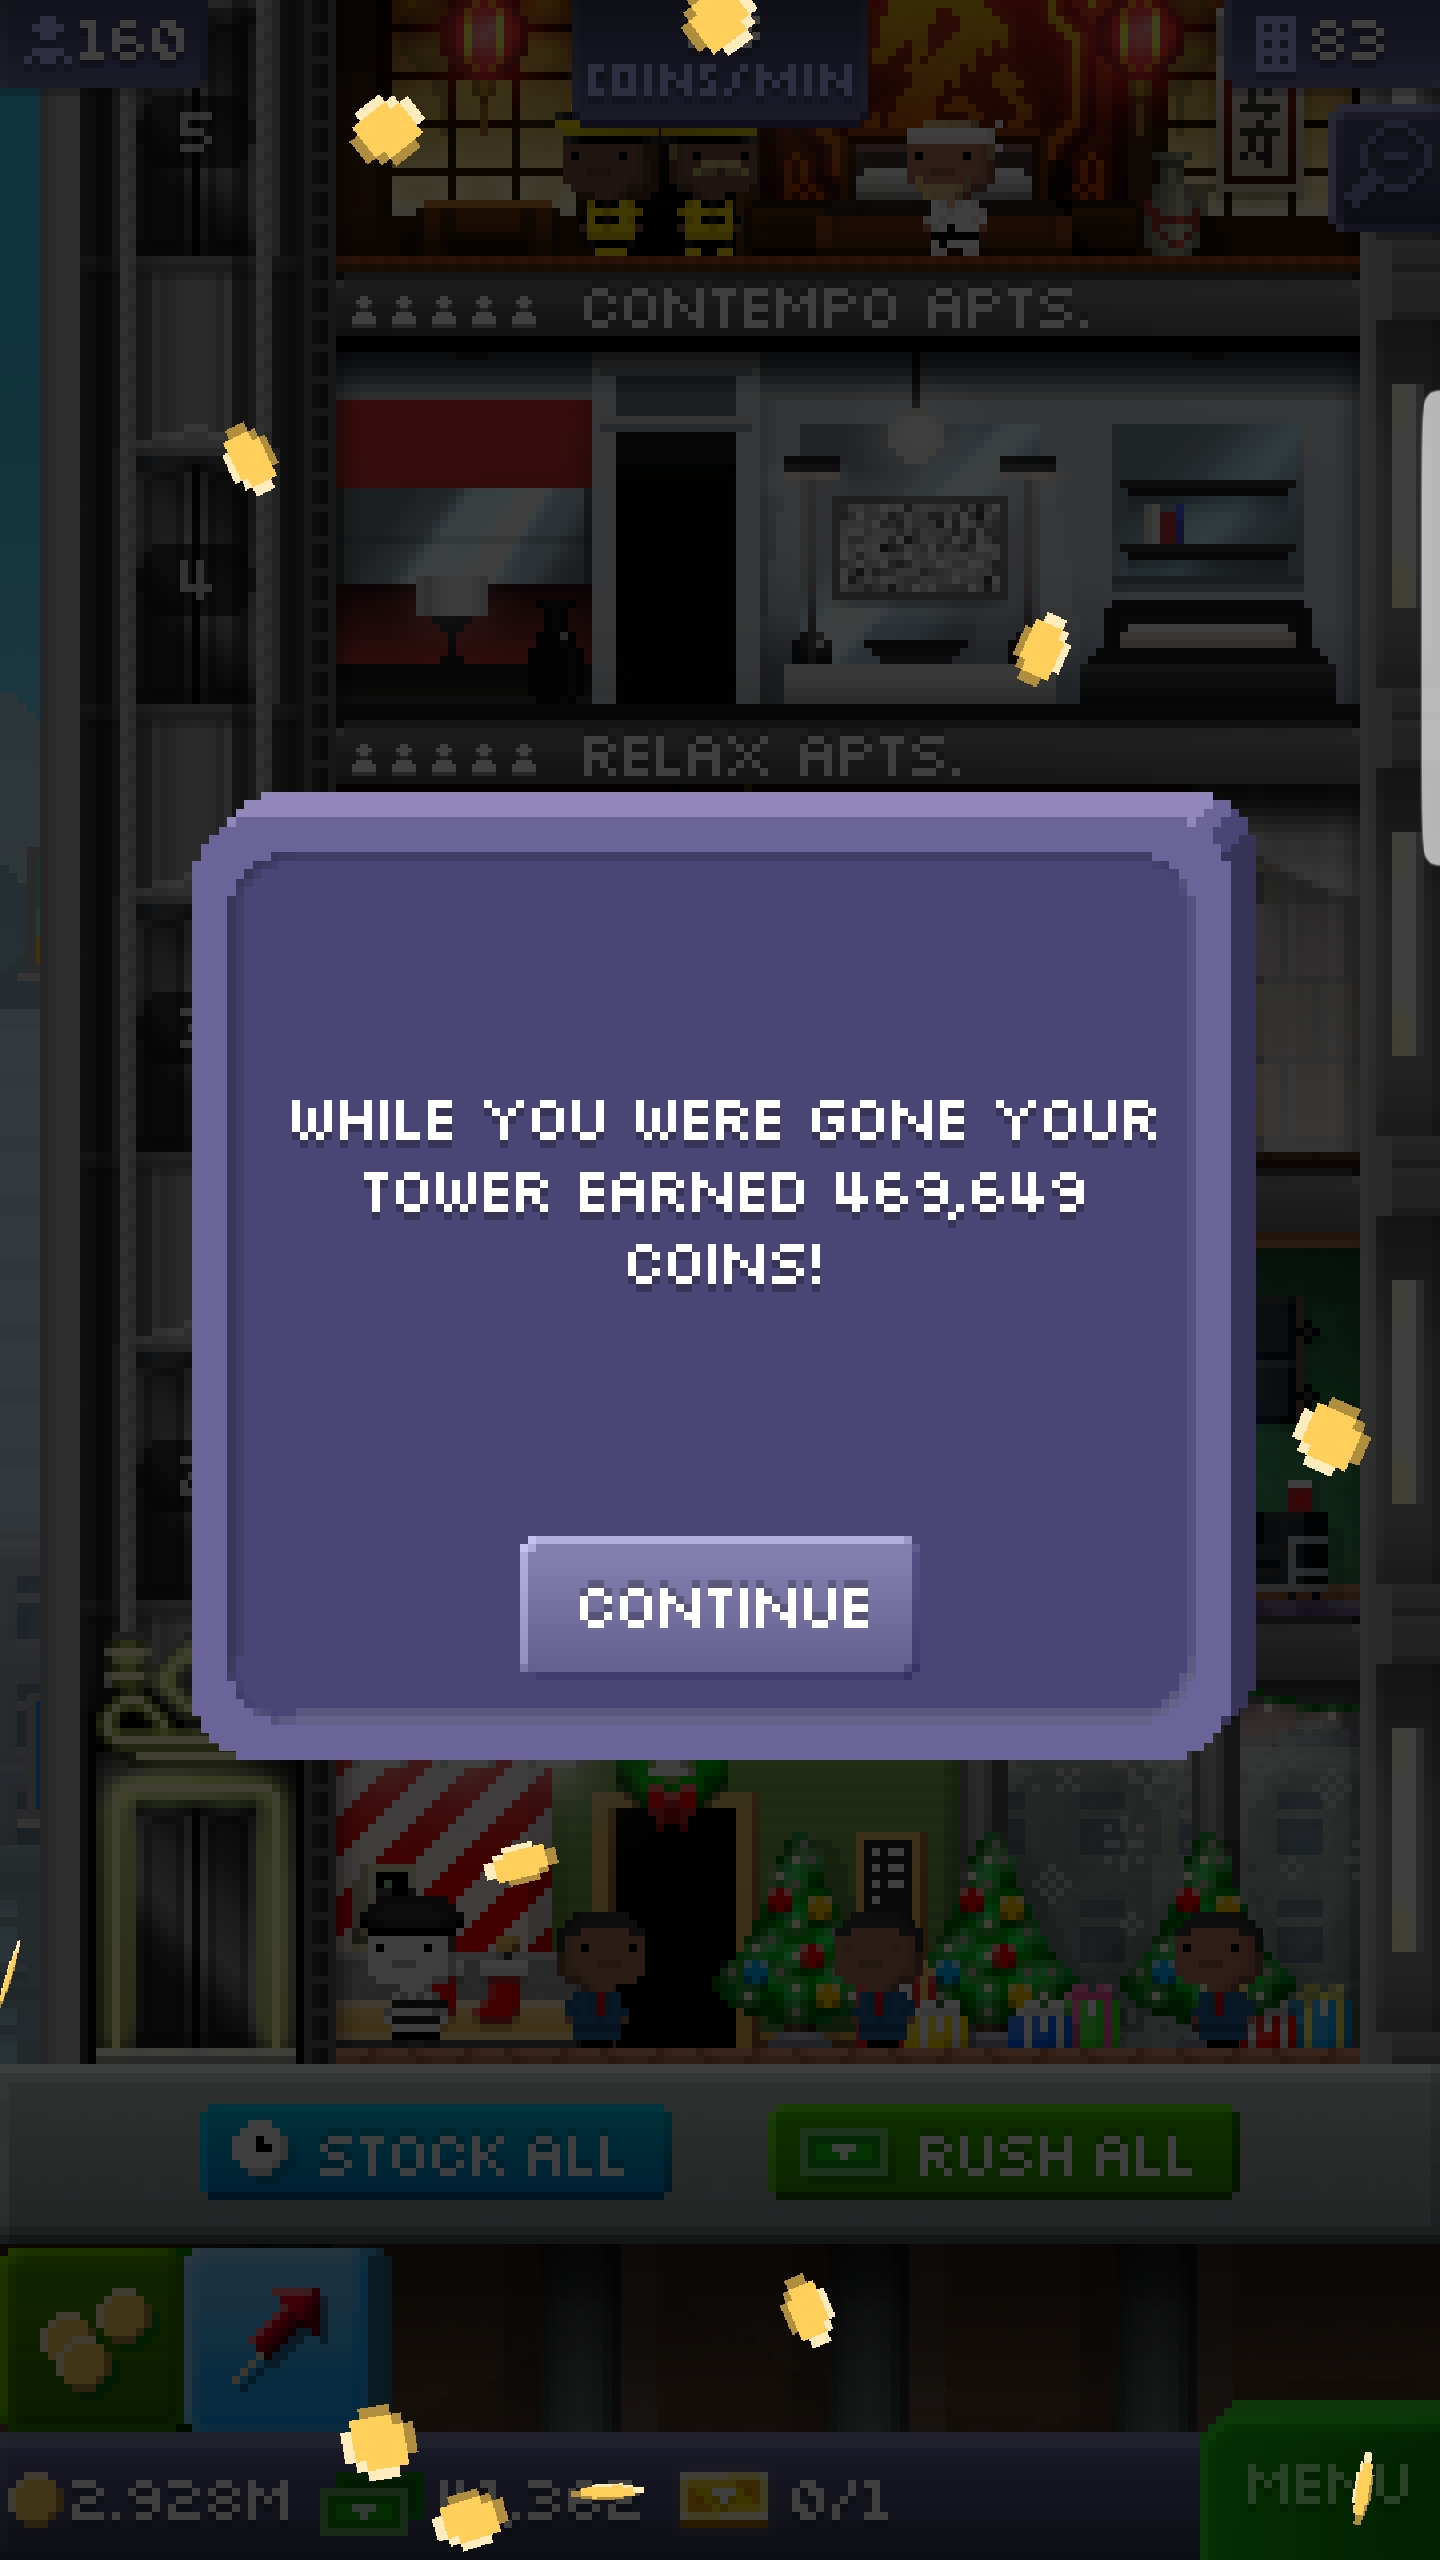 160
COINS/MIN
83
5
CONTEMPO APTS.
4
RELAX APTS.
WHILE YOU WERE GONE YOUR
TOWER EARNED 469,649
COINS!
CONTINUE
STOCK ALL
RUSH ALL
2.928M
0/1
MENU